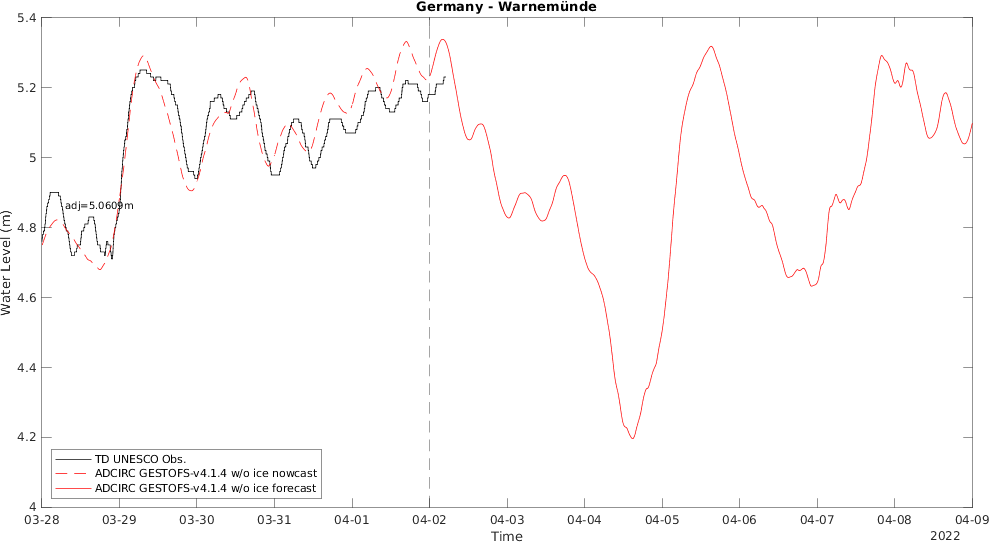 Germany - Warnemünde
5.4
5.2
5
4.8
4.6
4.4
4.2
4
Water Level (m)
adj=5.0609m
TD UNESCO Obs.
ADCIRC GESTOFS-v4.1.4 w/o ice nowcast
ADCIRC GESTOFS-v4.1.4 w/o ice forecast
03-28 03-29 03-30 03-31 04-01 04-02 04-03 04-04 04-05 04-06 04-07 04-08 04-09
Time
2022